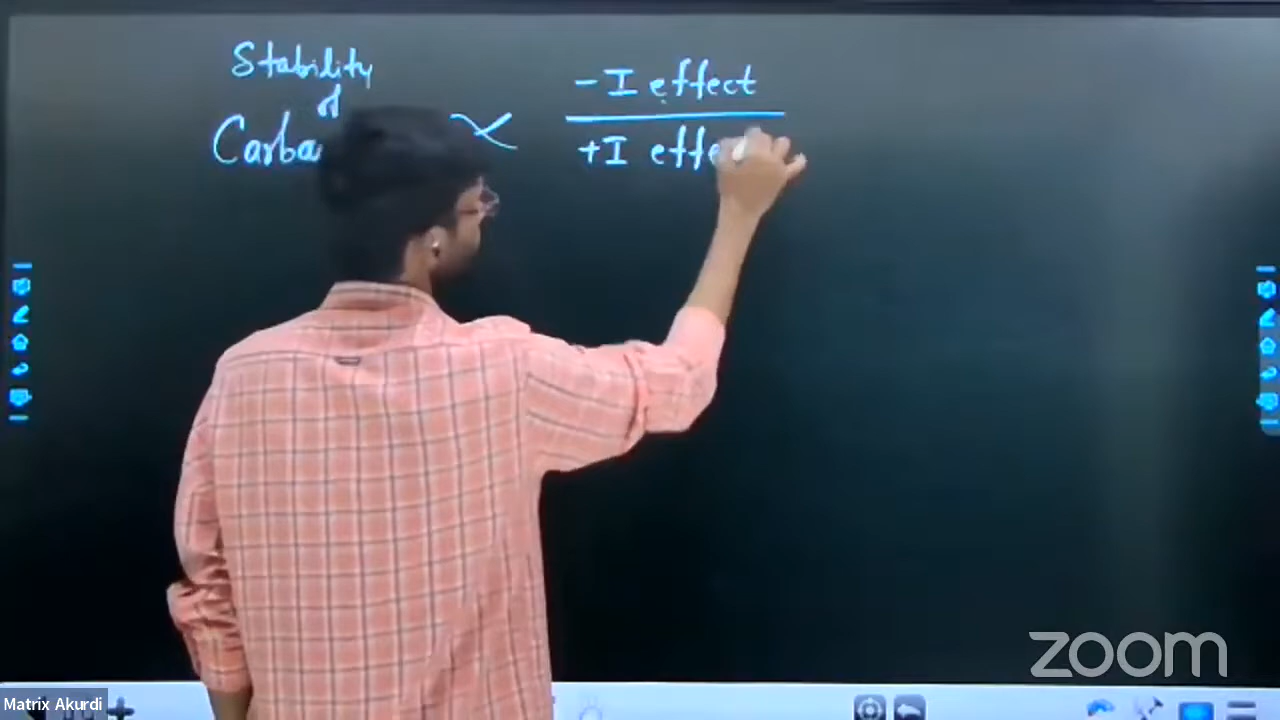 Stability
of
Carba
∝
-I effect
+I effe
zoom
Matrix Akurdi